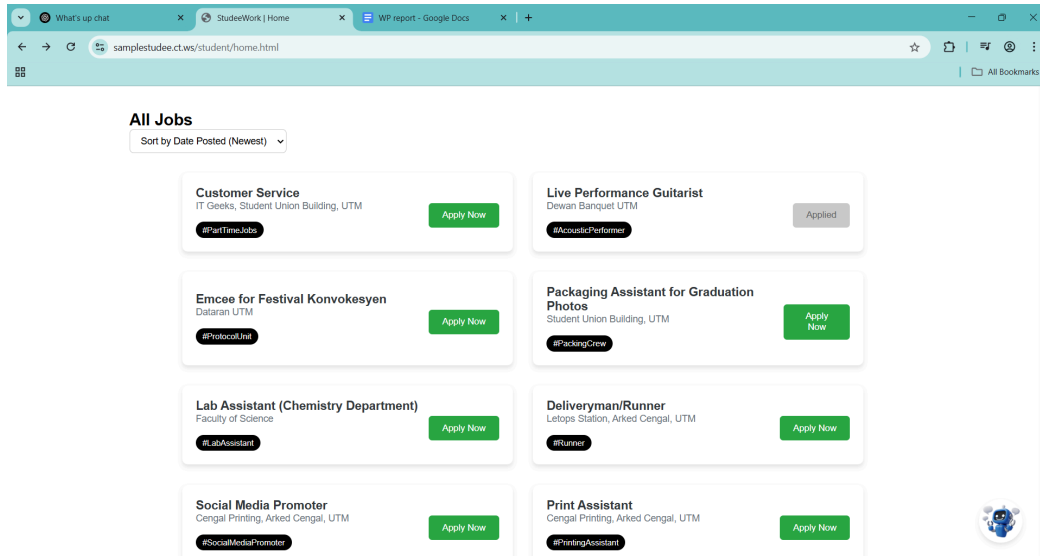 What's up chat
StudeeWork | Home
WP report - Google Docs
samplestudee.ct.ws/student/home.html
All Bookmarks
All Jobs
Sort by Date Posted (Newest)
Customer Service
IT Geeks, Student Union Building, UTM
#PartTimeJobs
Apply Now
Live Performance Guitarist
Dewan Banquet UTM
#AcousticPerformer
Applied
Emcee for Festival Konvokesyen
Dataran UTM
#ProtocolUnit
Apply Now
Packaging Assistant for Graduation
Photos
Student Union Building, UTM
#PackingCrew
Apply
Now
Lab Assistant (Chemistry Department)
Faculty of Science
#LabAssistant
Apply Now
Deliveryman/Runner
Letops Station, Arked Cengal, UTM
#Runner
Apply Now
Social Media Promoter
Cengal Printing, Arked Cengal, UTM
#SocialMediaPromoter
Apply Now
Print Assistant
Cengal Printing, Arked Cengal, UTM
#PrintingAssistant
Apply Now